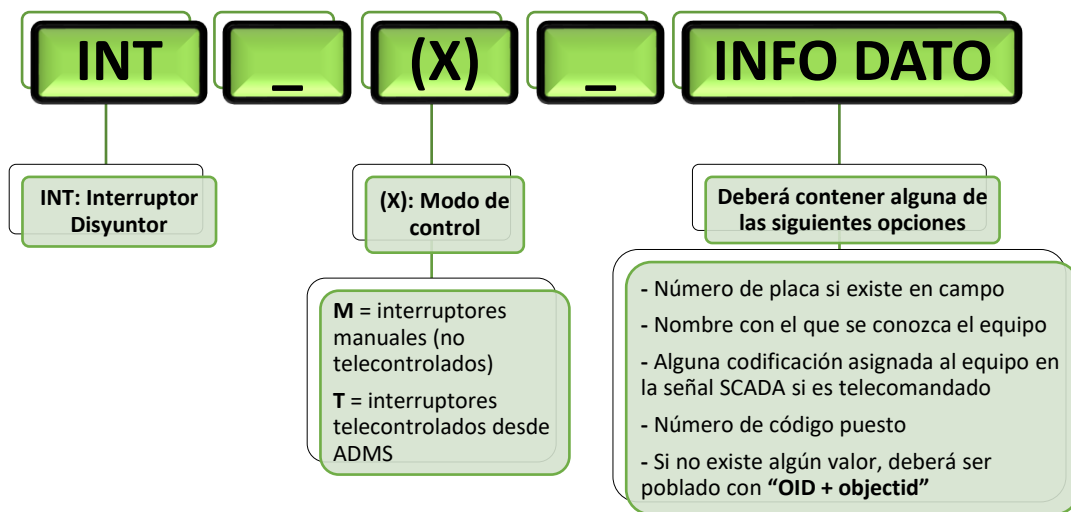 INT _ (X) _ INFO DATO
INT: Interruptor
Disyuntor
(X): Modo de
control
Deberá contener alguna de
las siguientes opciones
M = interruptores
manuales (no
telecontrolados)
T = interruptores
telecontrolados desde
ADMS
- Número de placa si existe en campo
- Nombre con el que se conozca el equipo
- Alguna codificación asignada al equipo en
la señal SCADA si es telecomandado
- Número de código puesto
- Si no existe algún valor, deberá ser
poblado con “OID + objectid”